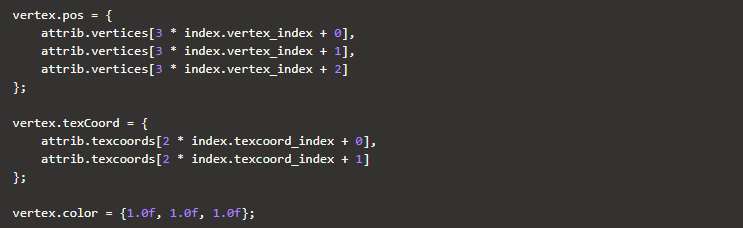 vertex.pos = {
    attrib.vertices[3 * index.vertex_index + 0],
    attrib.vertices[3 * index.vertex_index + 1],
    attrib.vertices[3 * index.vertex_index + 2]
};

vertex.texCoord = {
    attrib.texcoords[2 * index.texcoord_index + 0],
    attrib.texcoords[2 * index.texcoord_index + 1]
};

vertex.color = {1.0f, 1.0f, 1.0f};